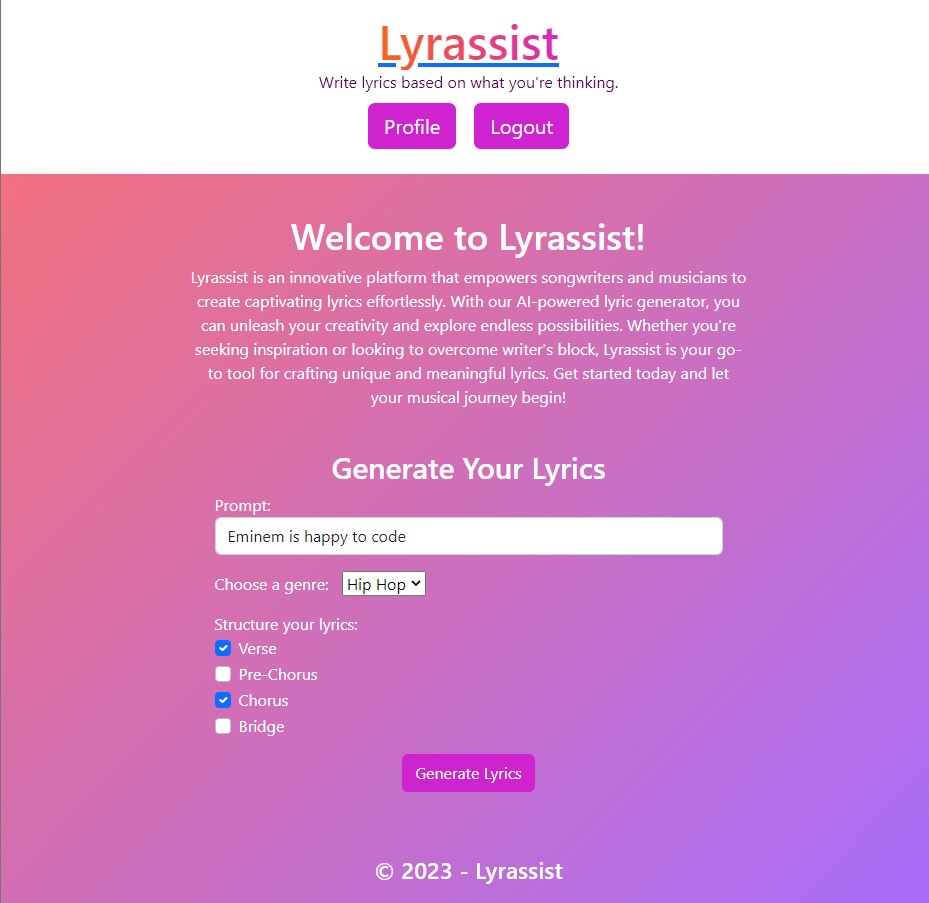 Lyrassist
Write lyrics based on what you're thinking.
Profile Logout
Welcome to Lyrassist!
Lyrassist is an innovative platform that empowers songwriters and musicians to
create captivating lyrics effortlessly. With our AI-powered lyric generator, you
can unleash your creativity and explore endless possibilities. Whether you're
seeking inspiration or looking to overcome writer's block, Lyrassist is your go-
to tool for crafting unique and meaningful lyrics. Get started today and let
your musical journey begin!
Generate Your Lyrics
Prompt:
Eminem is happy to code
Choose a genre: Hip Hop
Structure your lyrics:
Verse
Pre-Chorus
Chorus
Bridge
Generate Lyrics
© 2023 - Lyrassist